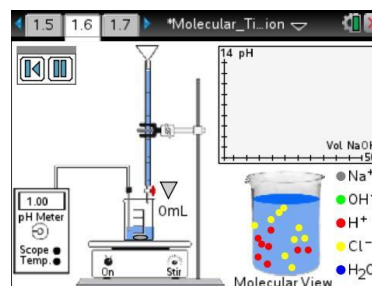 1.5 1.6 1.7 *Molecular_Ti...ion
14 pH
Vol NaOH
50
0mL
1.00
pH Meter
Scope
Temp.
On Stir
Na+
OH-
H+
Cl-
H2O
Molecular View